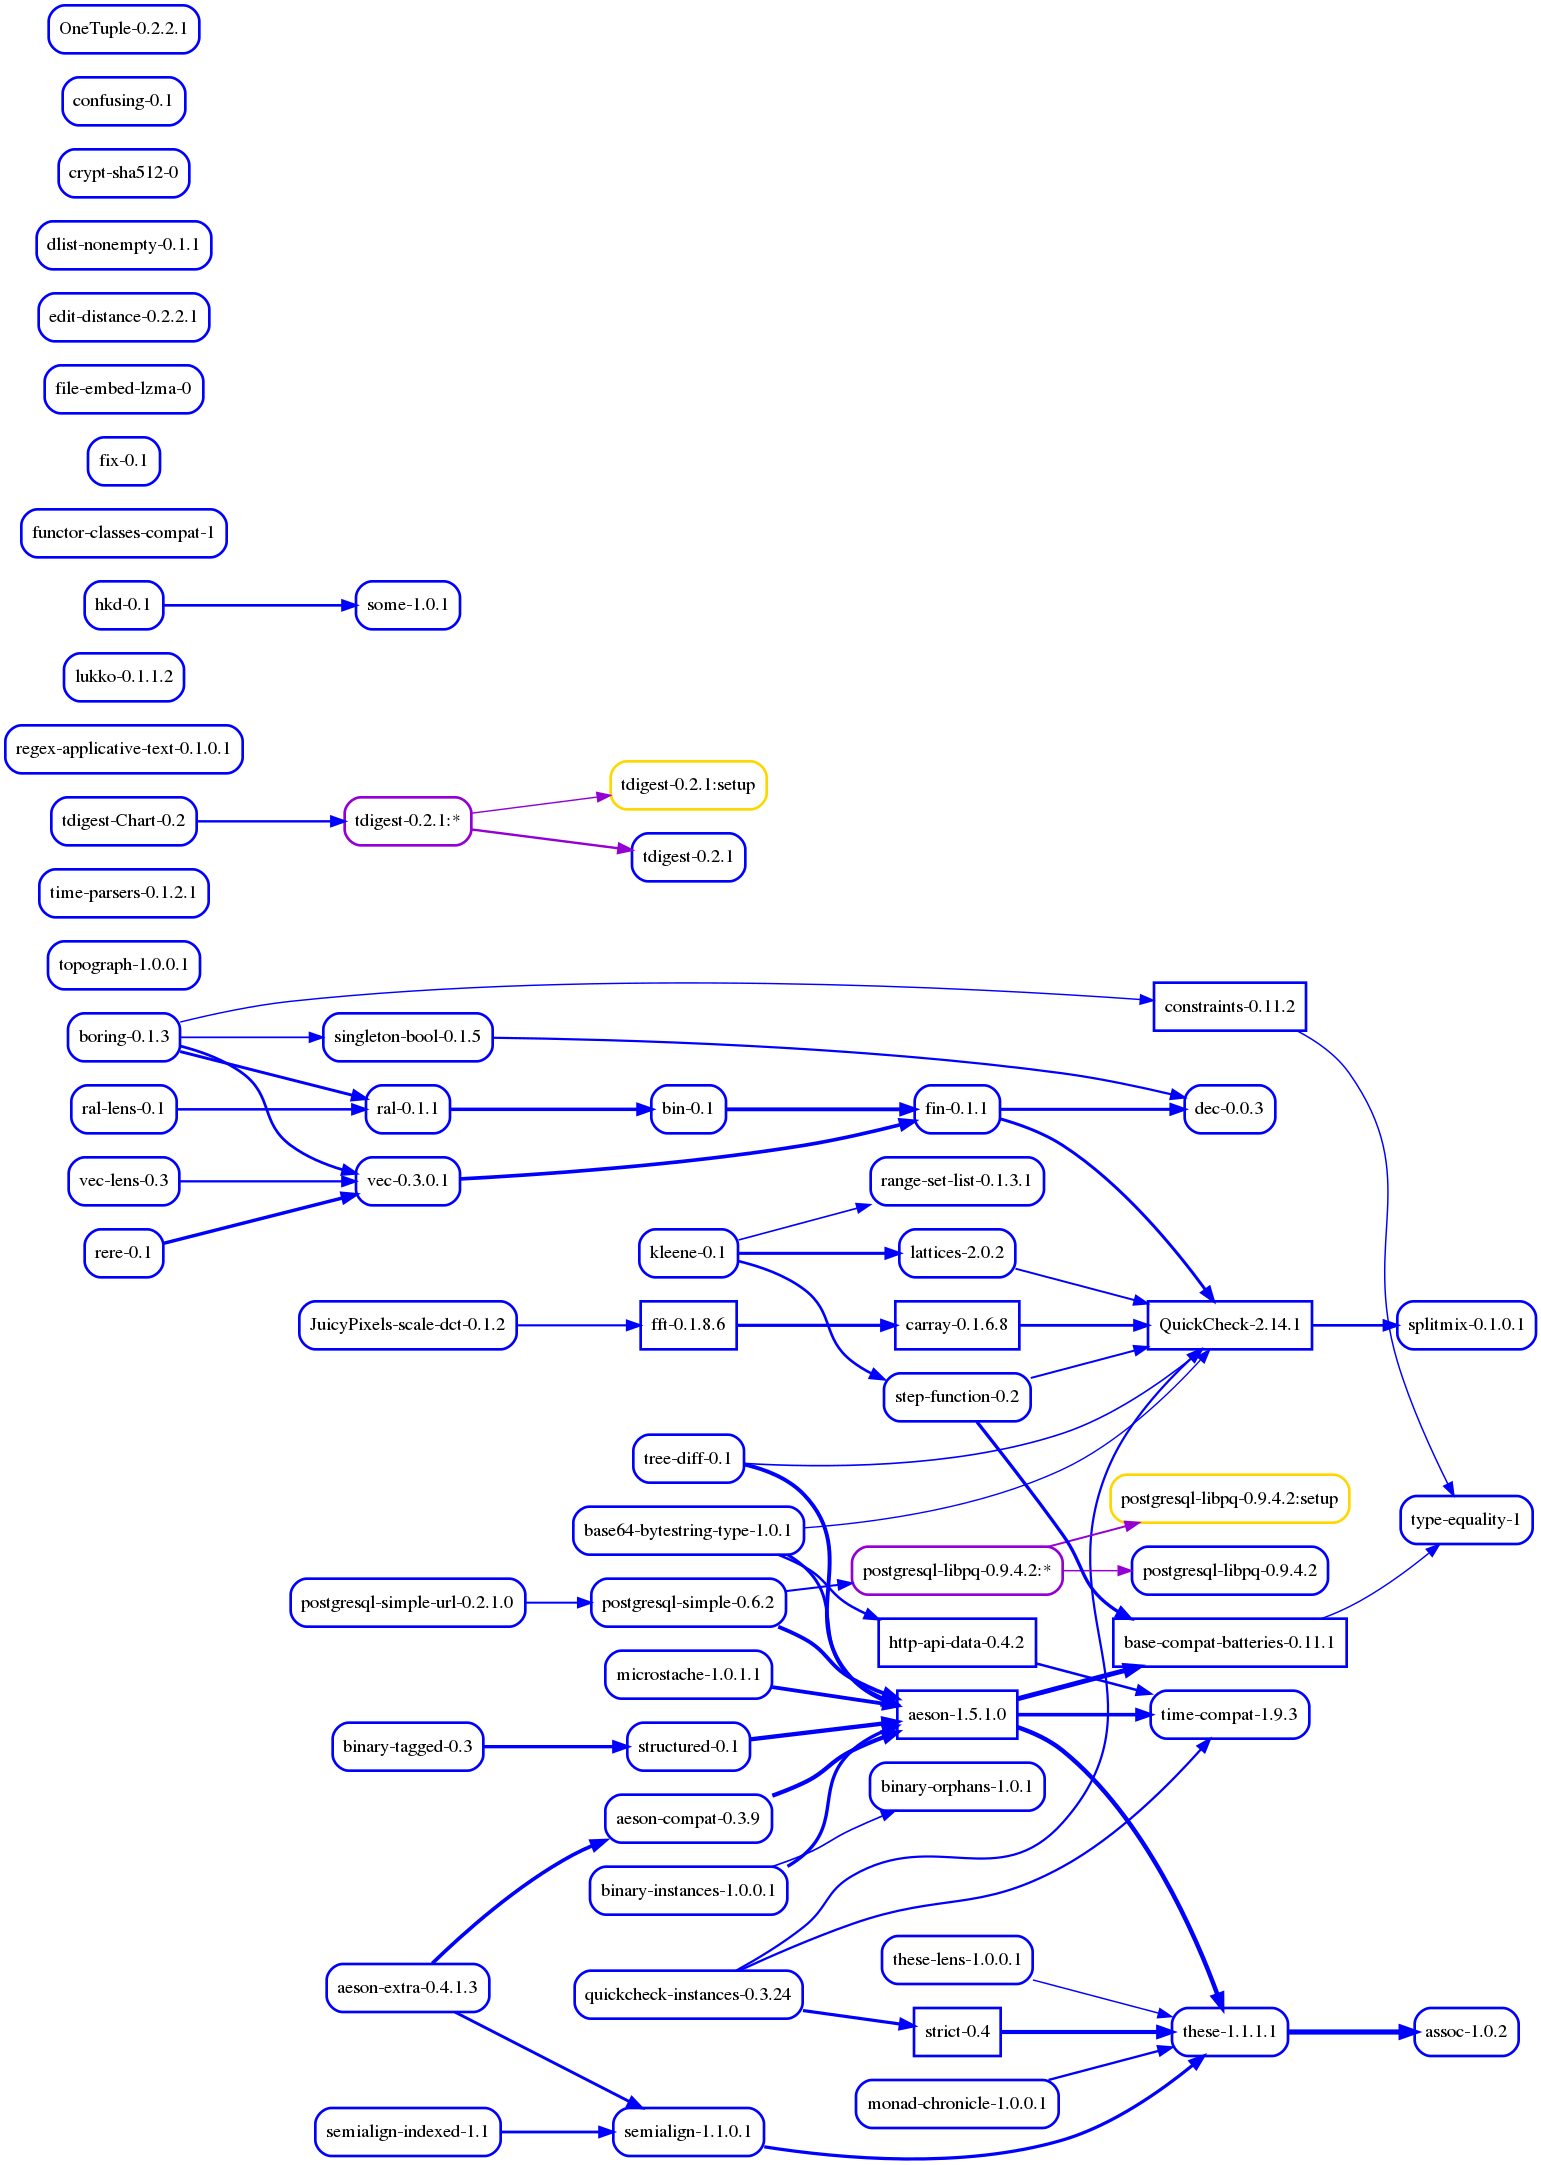 OneTuple-0.2.2.1
confusing-0.1
crypt-sha512-0
dlist-nonempty-0.1.1
edit-distance-0.2.2.1
file-embed-lzma-0
fix-0.1
functor-classes-compat-1
hkd-0.1
some-1.0.1
lukko-0.1.1.2
regex-applicative-text-0.1.0.1
tdigest-0.2.1:setup
tdigest-Chart-0.2
tdigest-0.2.1:*
tdigest-0.2.1
time-parsers-0.1.2.1
topograph-1.0.0.1
constraints-0.11.2
boring-0.1.3
singleton-bool-0.1.5
ral-lens-0.1
ral-0.1.1
bin-0.1
fin-0.1.1
dec-0.0.3
vec-lens-0.3
vec-0.3.0.1
range-set-list-0.1.3.1
rere-0.1
kleene-0.1
lattices-2.0.2
JuicyPixels-scale-dct-0.1.2
fft-0.1.8.6
carray-0.1.6.8
QuickCheck-2.14.1
splitmix-0.1.0.1
step-function-0.2
tree-diff-0.1
postgresql-libpq-0.9.4.2:setup
type-equality-1
base64-bytestring-type-1.0.1
postgresql-libpq-0.9.4.2:*
postgresql-libpq-0.9.4.2
postgresql-simple-url-0.2.1.0
postgresql-simple-0.6.2
http-api-data-0.4.2
base-compat-batteries-0.11.1
microstache-1.0.1.1
aeson-1.5.1.0
time-compat-1.9.3
binary-tagged-0.3
structured-0.1
binary-orphans-1.0.1
aeson-compat-0.3.9
binary-instances-1.0.0.1
these-lens-1.0.0.1
aeson-extra-0.4.1.3
quickcheck-instances-0.3.24
strict-0.4
these-1.1.1.1
assoc-1.0.2
monad-chronicle-1.0.0.1
semialign-indexed-1.1
semialign-1.1.0.1